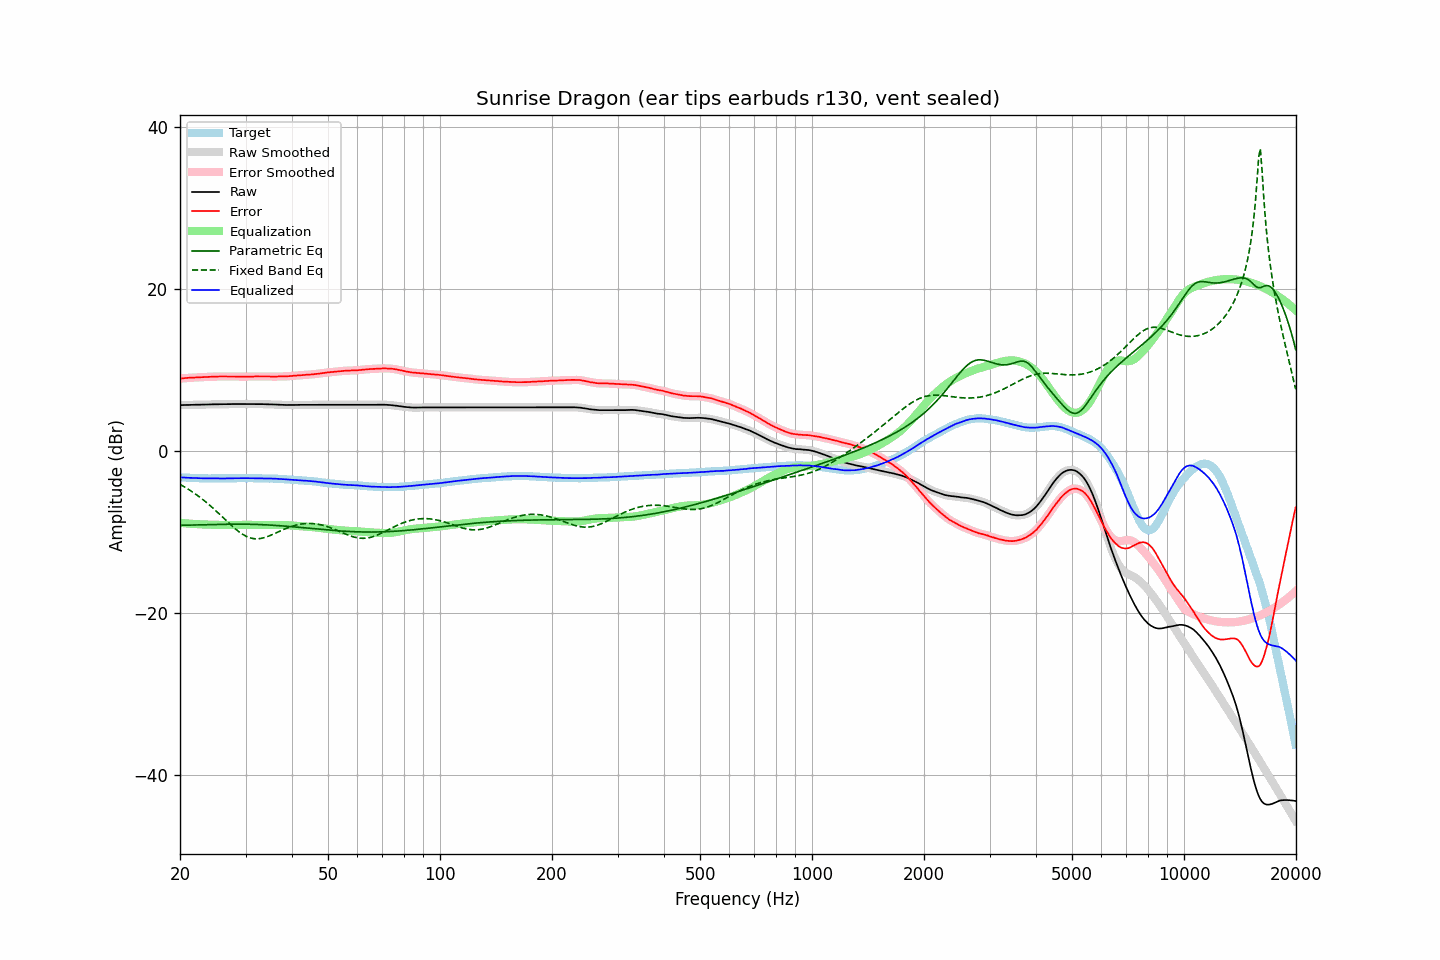 Sunrise Dragon (ear tips earbuds r130, vent sealed)
Target
Raw Smoothed
Error Smoothed
Raw
Error
Equalization
Parametric Eq
Fixed Band Eq
Equalized
40
20
0
−20
−40
Amplitude (dBr)
20 50 100 200 500 1000 2000 5000 10000 20000
Frequency (Hz)